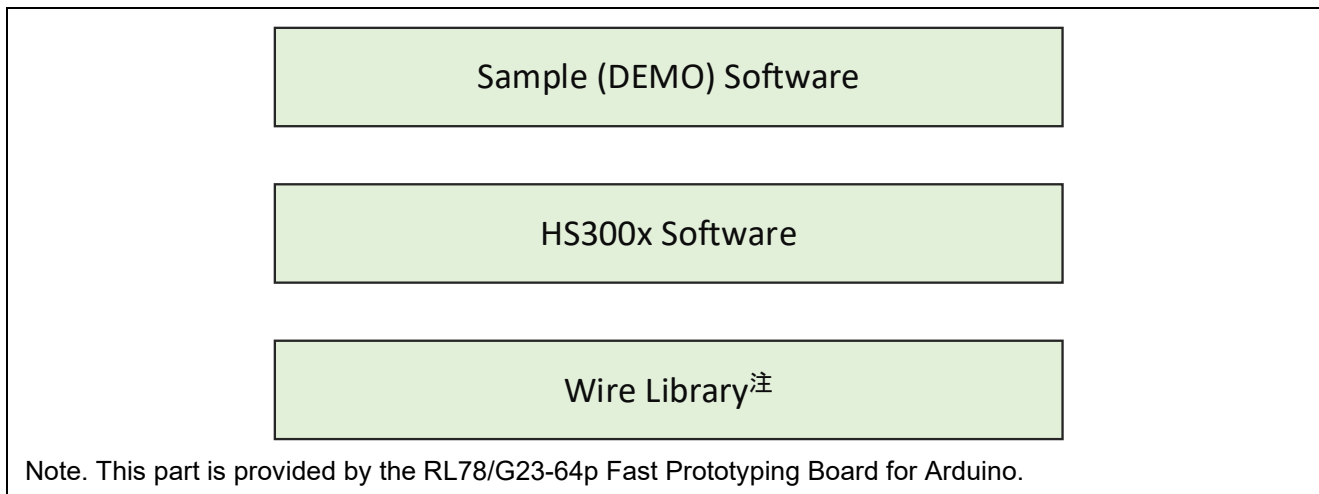 Sample (DEMO) Software
HS300x Software
Wire Library注
Note. This part is provided by the RL78/G23-64p Fast Prototyping Board for Arduino.